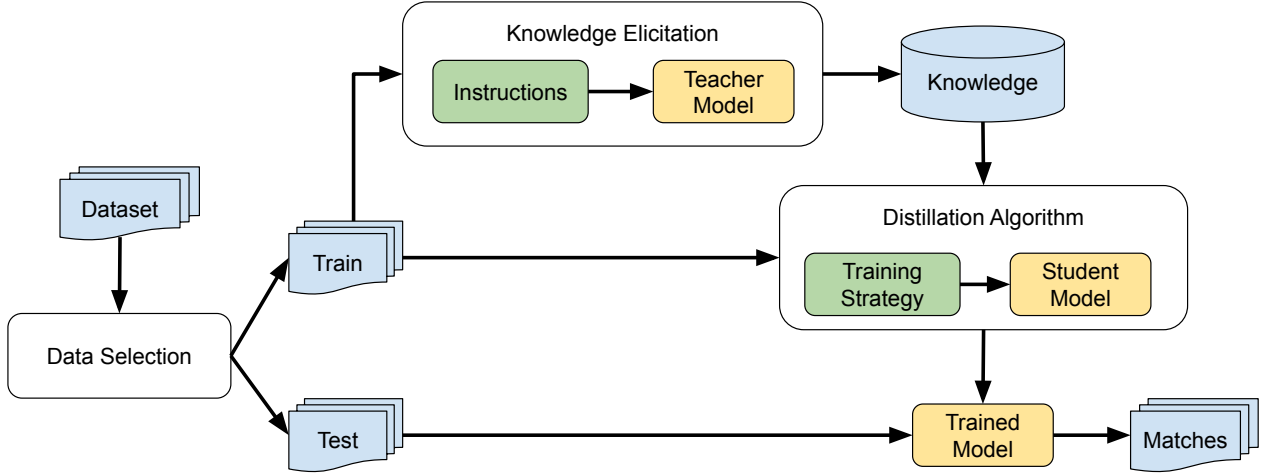 Knowledge Elicitation
Instructions
Teacher
Model
Knowledge
Dataset
Distillation Algorithm
Train
Training
Strategy
Student
Model
Data Selection
Test
Trained
Model
Matches